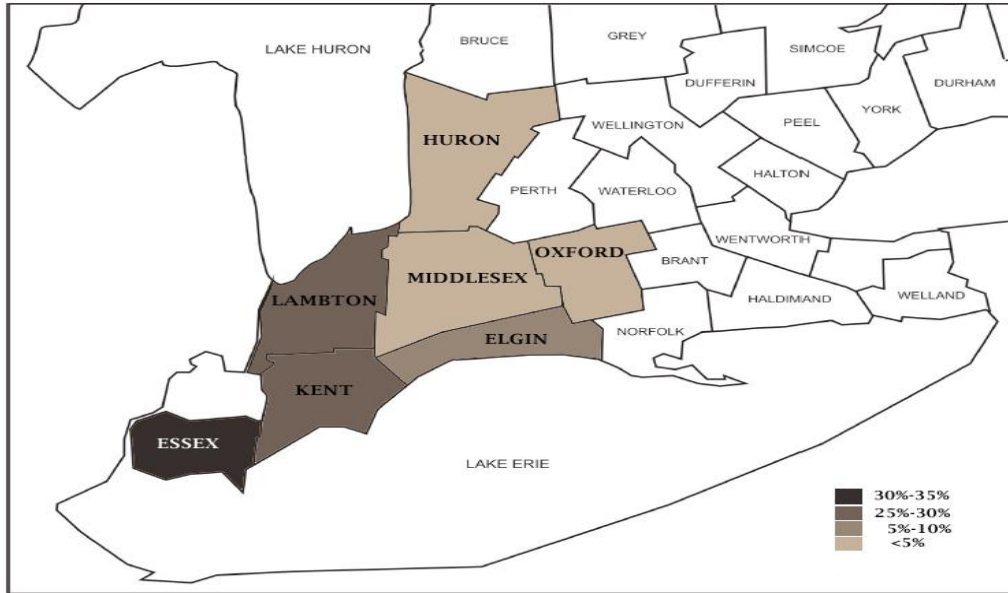 BRUCE
GREY
SIMCOE
LAKE HURON
DUFFERIN
DURHAM
YORK
PEEL
WELLINGTON
HURON
HALTON
PERTH
WATERLOO
WENTWORTH
OXFORD
BRANT
MIDDLESEX
WELLAND
LAMBTON
HALDIMAND
NORFOLK
ELGIN
KENT
ESSEX
LAKE ERIE
30%-35%
25%-30%
5%-10%
<5%